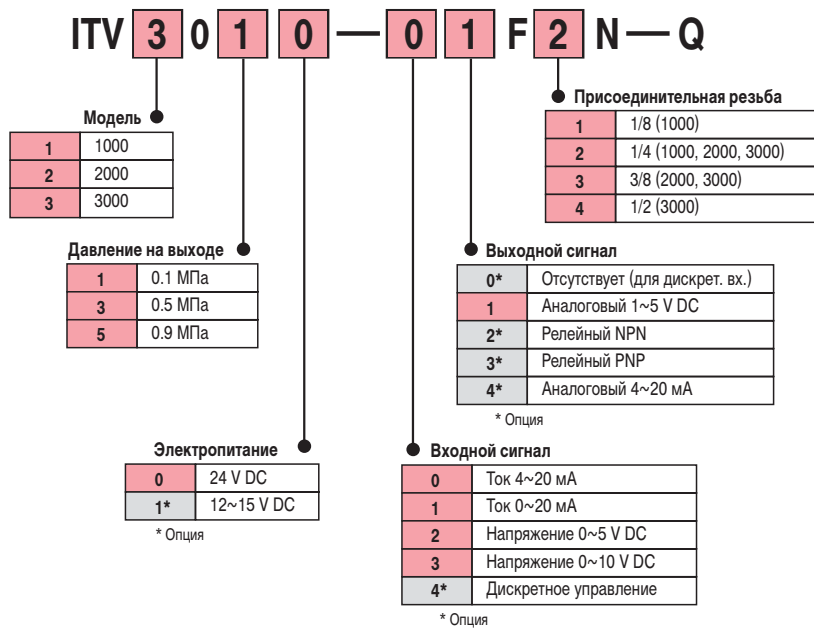 ITV 3 0 1 0 — 0 1 F 2 N — Q
Присоединительная резьба
1 1/8 (1000)
2 1/4 (1000, 2000, 3000)
3 3/8 (2000, 3000)
4 1/2 (3000)
Модель
1 1000
2 2000
3 3000
Давление на выходе
1 0.1 МПа
3 0.5 МПа
5 0.9 МПа
Выходной сигнал
0* Отсутствует (для дискрет. вх.)
1 Аналоговый 1~5 V DC
2* Релейный NPN
3* Релейный PNP
4* Аналоговый 4~20 мА
* Опция
Электропитание
0 24 V DC
1* 12~15 V DC
* Опция
Входной сигнал
0 Ток 4~20 мА
1 Ток 0~20 мА
2 Напряжение 0~5 V DC
3 Напряжение 0~10 V DC
4* Дискретное управление
* Опция